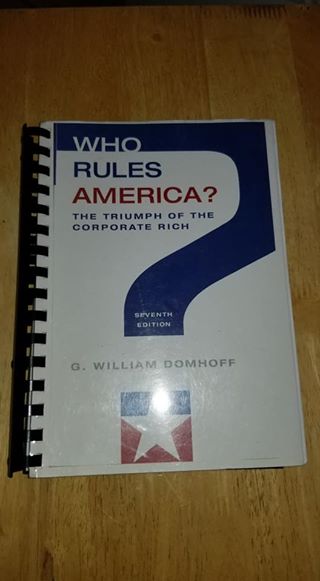 WHO
RULES
AMERICA?
THE TRIUMPH OF THE
CORPORATE RICH
SEVENTH
EDITION
G. WILLIAM DOMHOFF